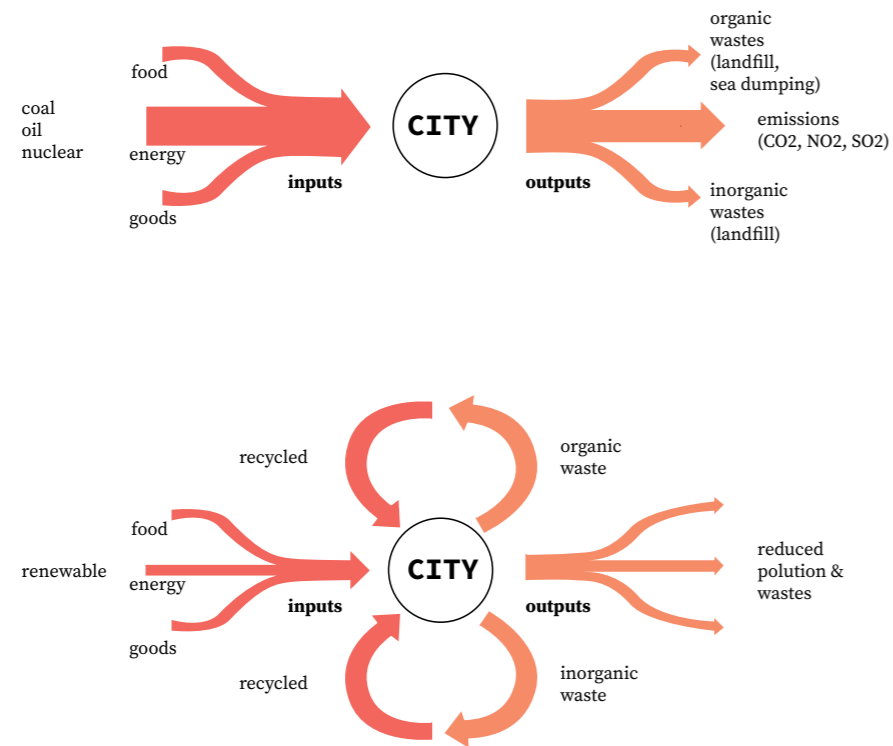 organic
wastes
(landfill,
sea dumping)
food
coal
oil
nuclear
CITY
emissions
(CO2, NO2, SO2)
energy
inputs
outputs
inorganic
wastes
(landfill)
goods
recycled
organic
waste
food
renewable
CITY
reduced
polution &
wastes
energy
inputs
outputs
goods
recycled
inorganic
waste